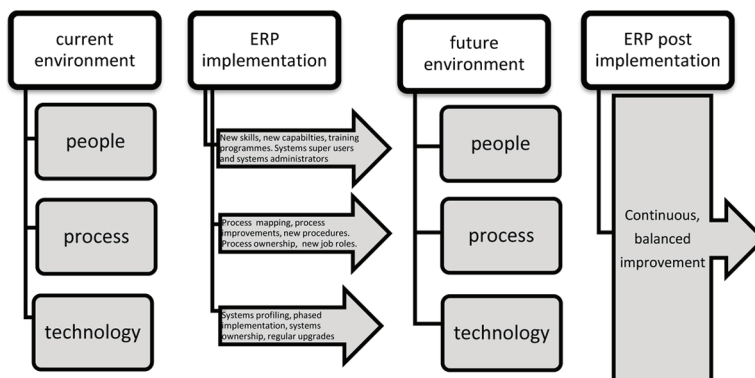 current
environment
people
process
technology
ERP
implementation
New skills, new capabilties, training
programmes. Systems super users
and systems administrators
Process mapping, process
improvements, new procedures.
Process ownership, new job roles.
Systems profiling, phased
implementation, systems
ownership, regular upgrades
future
environment
people
process
technology
ERP post
implementation
Continuous,
balanced
improvement